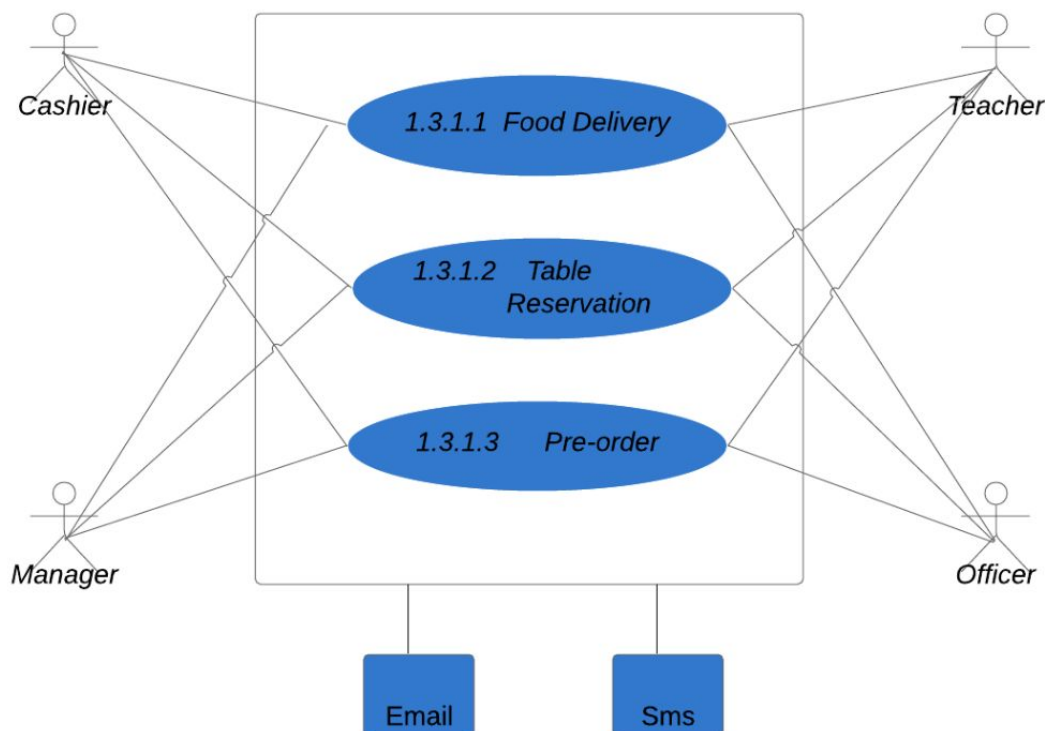 Cashier
Teacher
1.3.1.1 Food Delivery
1.3.1.2 Table
Reservation
1.3.1.3 Pre-order
Manager
Officer
Email
Sms